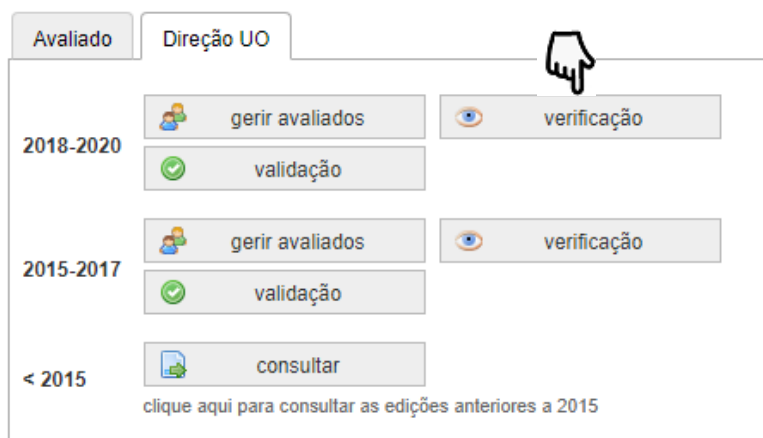 Avaliado Direção UO
gerir avaliados verificação
2018-2020
validação
gerir avaliados verificação
2015-2017
validação
consultar
< 2015
clique aqui para consultar as edições anteriores a 2015